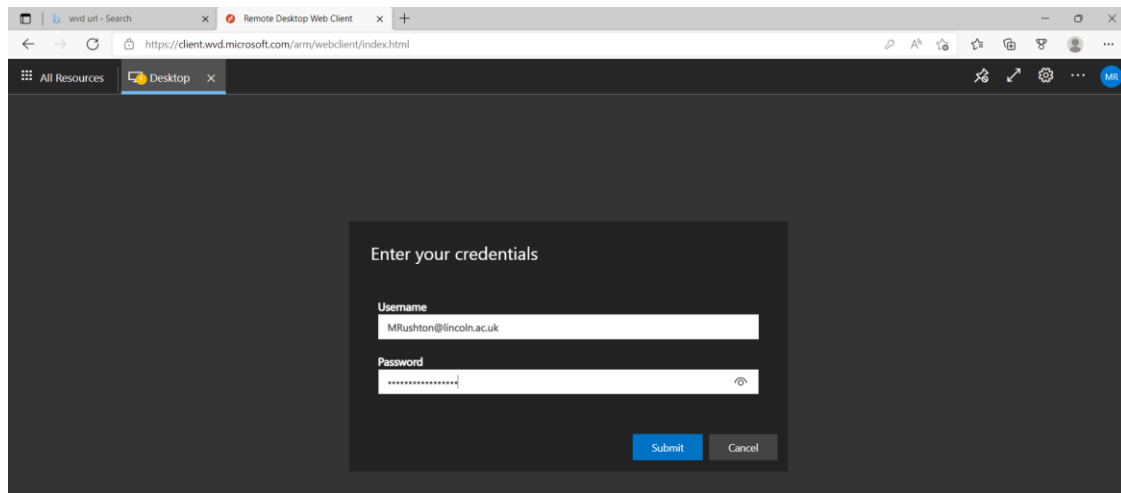 wvd url - Search
Remote Desktop Web Client
https://client.wvd.microsoft.com/arm/webclient/index.html
All Resources
Desktop
MR
Enter your credentials
Username
MRushton@lincoln.ac.uk
Password
•••••••••••••••••
Submit Cancel